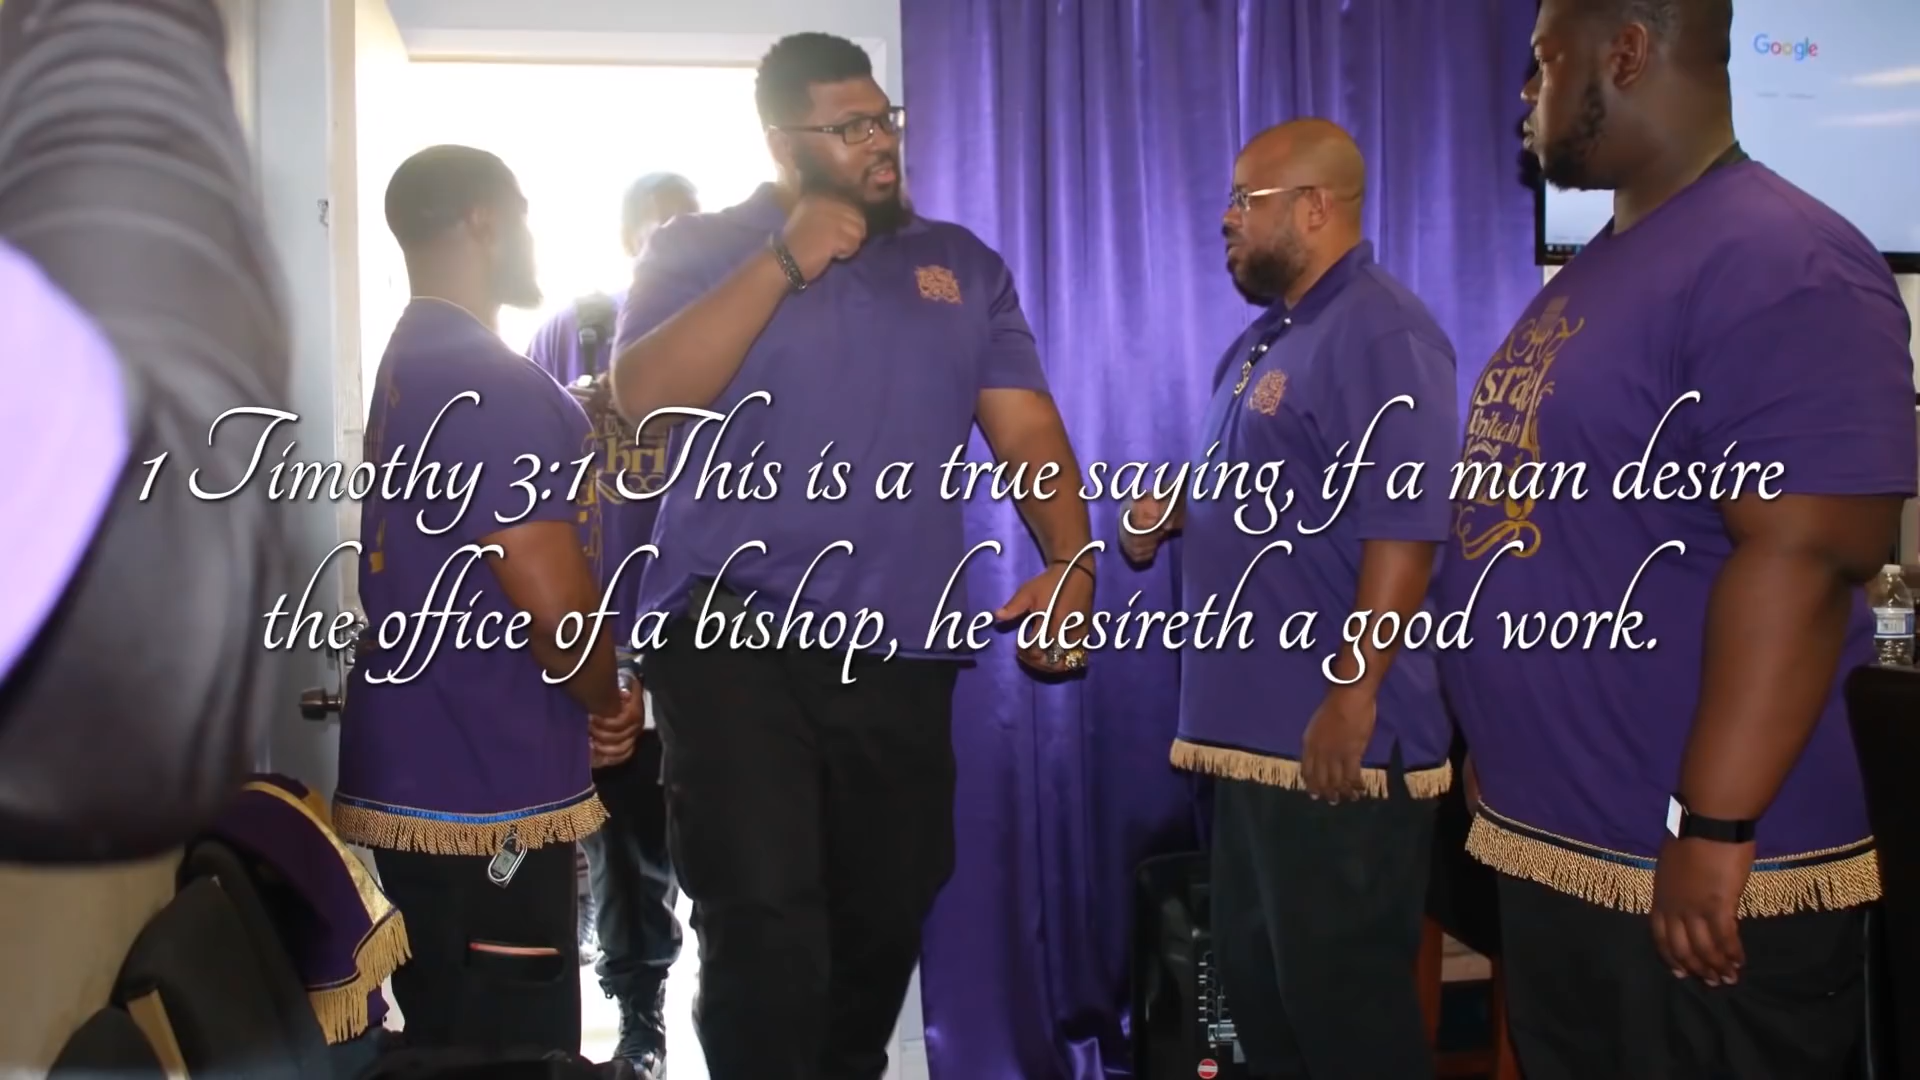 Google
1 Timothy 3:1 This is a true saying, if a man desire
the office of a bishop, he desireth a good work.